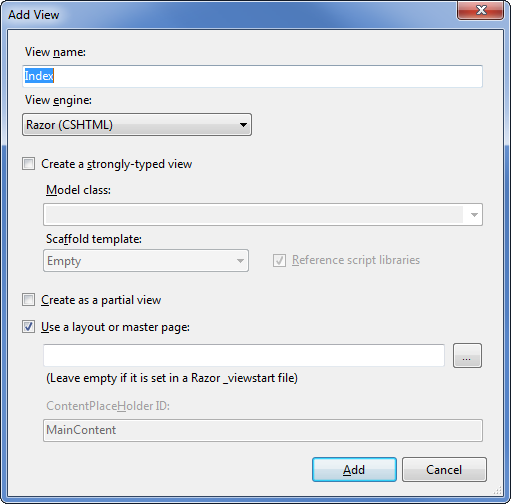 Add View
View name:
Index
View engine:
Razor (CSHTML)
Create a strongly-typed view
Model class:
Scaffold template:
Empty
Reference script libraries
Create as a partial view
Use a layout or master page:
...
(Leave empty if it is set in a Razor _viewstart file)
ContentPlaceHolder ID:
MainContent
Add
Cancel